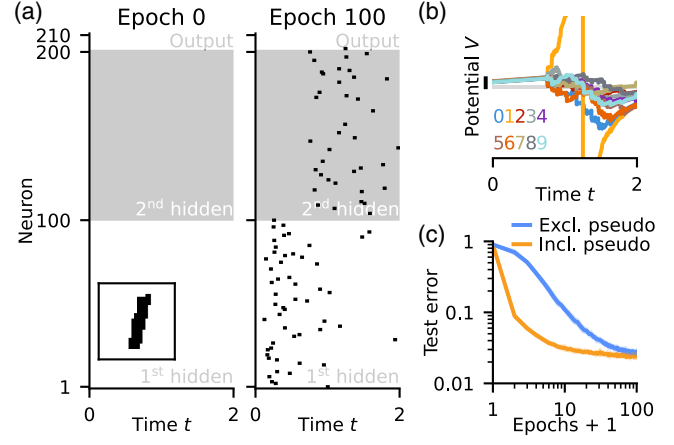 (a)
Epoch 0
Epoch 100
210
200
100
1
Neuron
Output
2nd hidden
1st hidden
0
2
Time t
Output
2nd hidden
1st hidden
0
2
Time t
(b)
Potential V
01234
56789
0
2
Time t
(c)
Excl. pseudo
Incl. pseudo
Test error
1
0.1
0.01
1
10
100
Epochs + 1